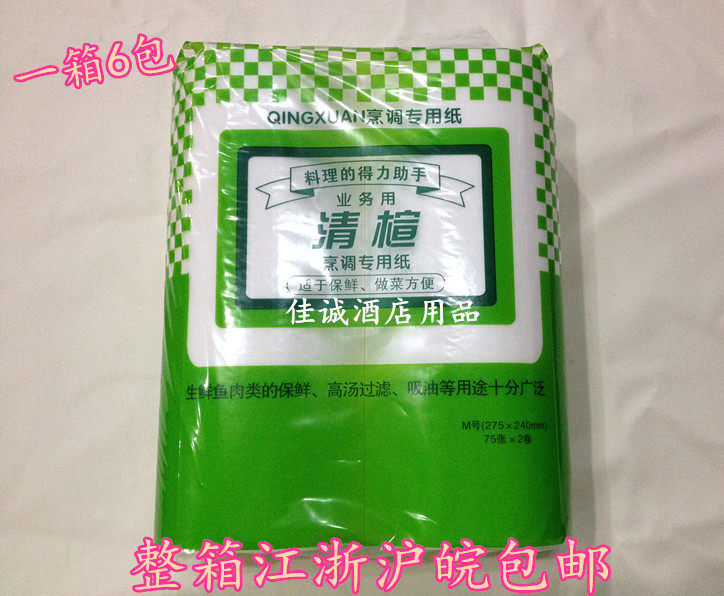 一箱6包
QINGXUAN烹调专用纸
料理的得力助手
业务用
清楦
烹调专用纸
适于保鲜、做菜方便
佳诚酒店用品
生鲜鱼肉类的保鲜、高汤过滤、吸油等用途十分广泛
M号(275×240mm)
75张×2卷
整箱江浙沪皖包邮